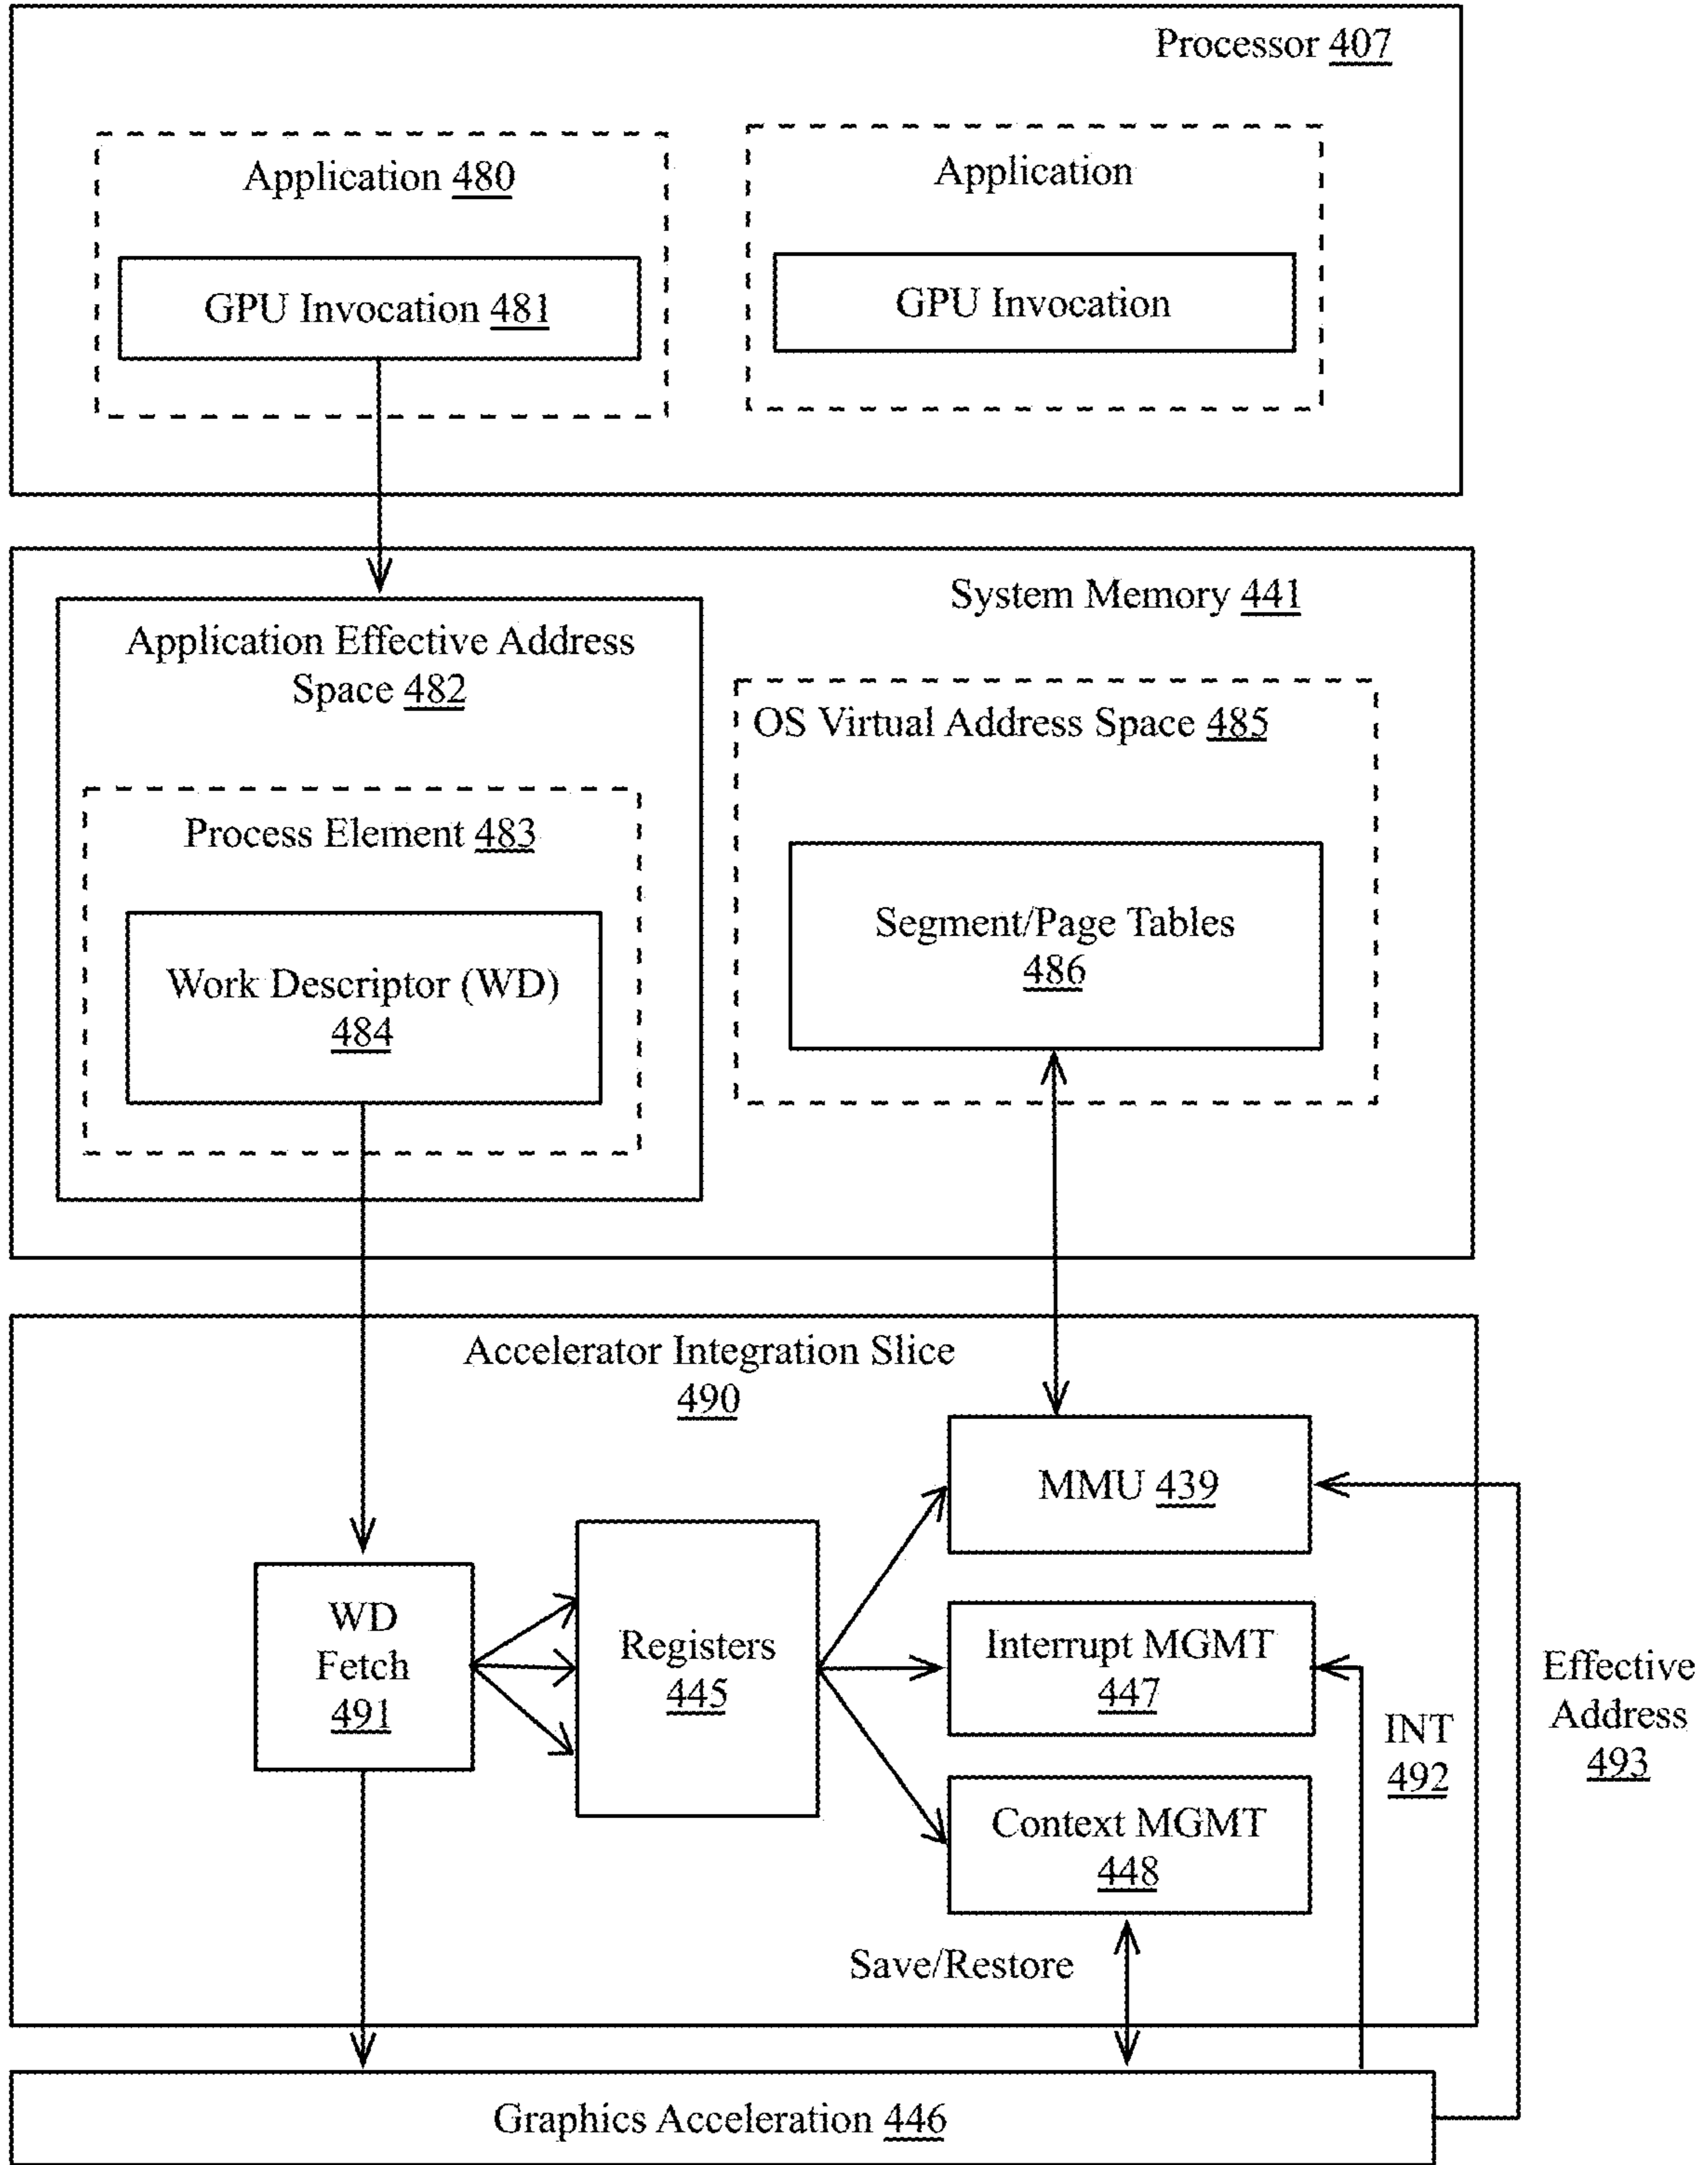 Processor 407
Application 480
Application
GPU Invocation 481
GPU Invocation
System Memory 441
Application Effective Address
Space 482
OS Virtual Address Space 485
Process Element 483
Segment/Page Tables
486
Work Descriptor (WD)
484
Accelerator Integration Slice
490
MMU 439
WD
Fetch
491
Registers
445
Interrupt MGMT
447
Effective
Address
493
INT
492
Context MGMT
448
Save/Restore
Graphics Acceleration 446